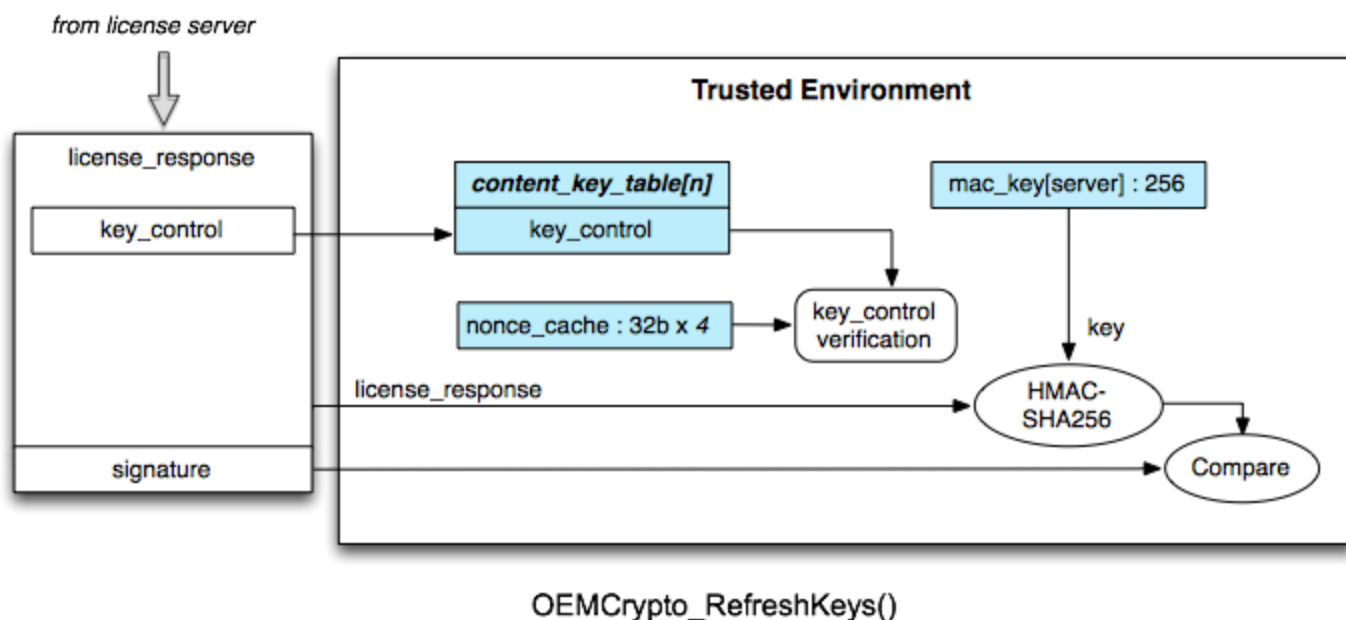 from license server
Trusted Environment
license_response
key_control
content_key_table[n]
key_control
mac_key[server] : 256
nonce_cache : 32b x 4
key_control
verification
key
license_response
HMAC-
SHA256
signature
Compare
OEMCrypto_RefreshKeys()